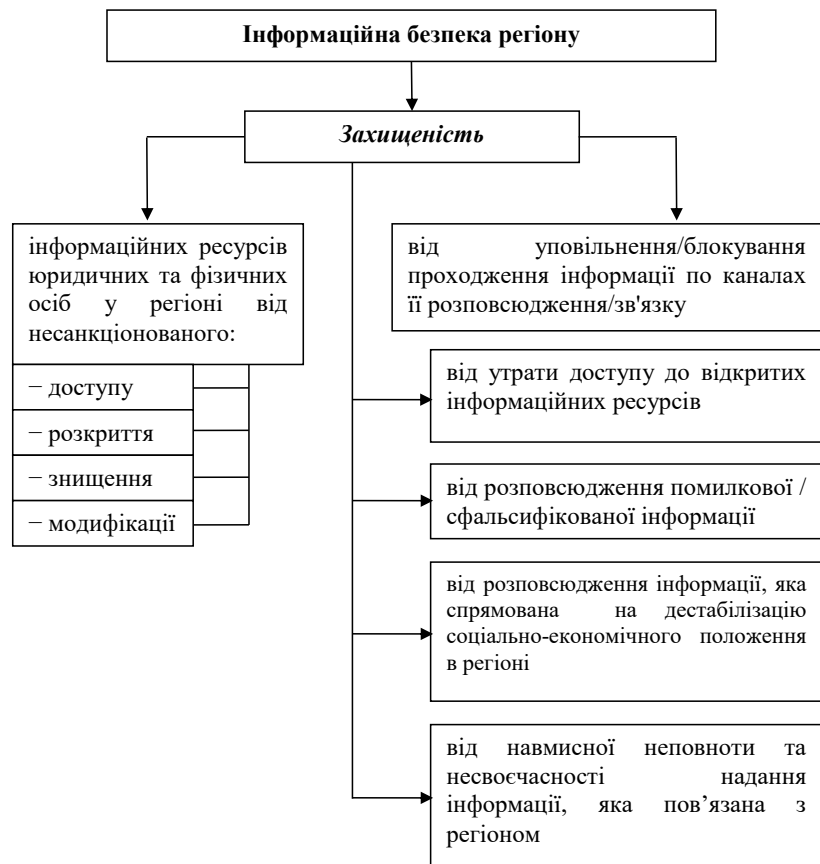 Інформаційна безпека регіону
Захищеність
інформаційних ресурсів
юридичних та фізичних
осіб у регіоні від
несанкціонованого:
− доступу
− розкриття
− знищення
− модифікації
від уповільнення/блокування
проходження інформації по каналах
її розповсюдження/зв'язку
від утрати доступу до відкритих
інформаційних ресурсів
від розповсюдження помилкової /
сфальсифікованої інформації
від розповсюдження інформації, яка
спрямована на дестабілізацію
соціально-економічного положення
в регіоні
від навмисної неповноти та
несвоєчасності надання
інформації, яка пов’язана з
регіоном